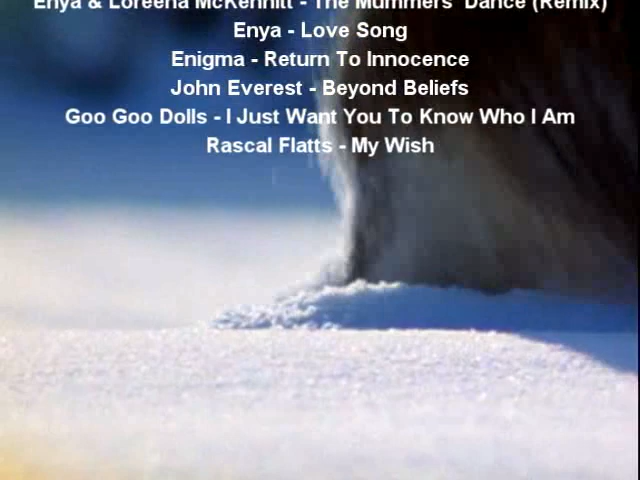 Enya & Loreena McKennitt - The Mummers' Dance (Remix)
Enya - Love Song
Enigma - Return To Innocence
John Everest - Beyond Beliefs
Goo Goo Dolls - I Just Want You To Know Who I Am
Rascal Flatts - My Wish